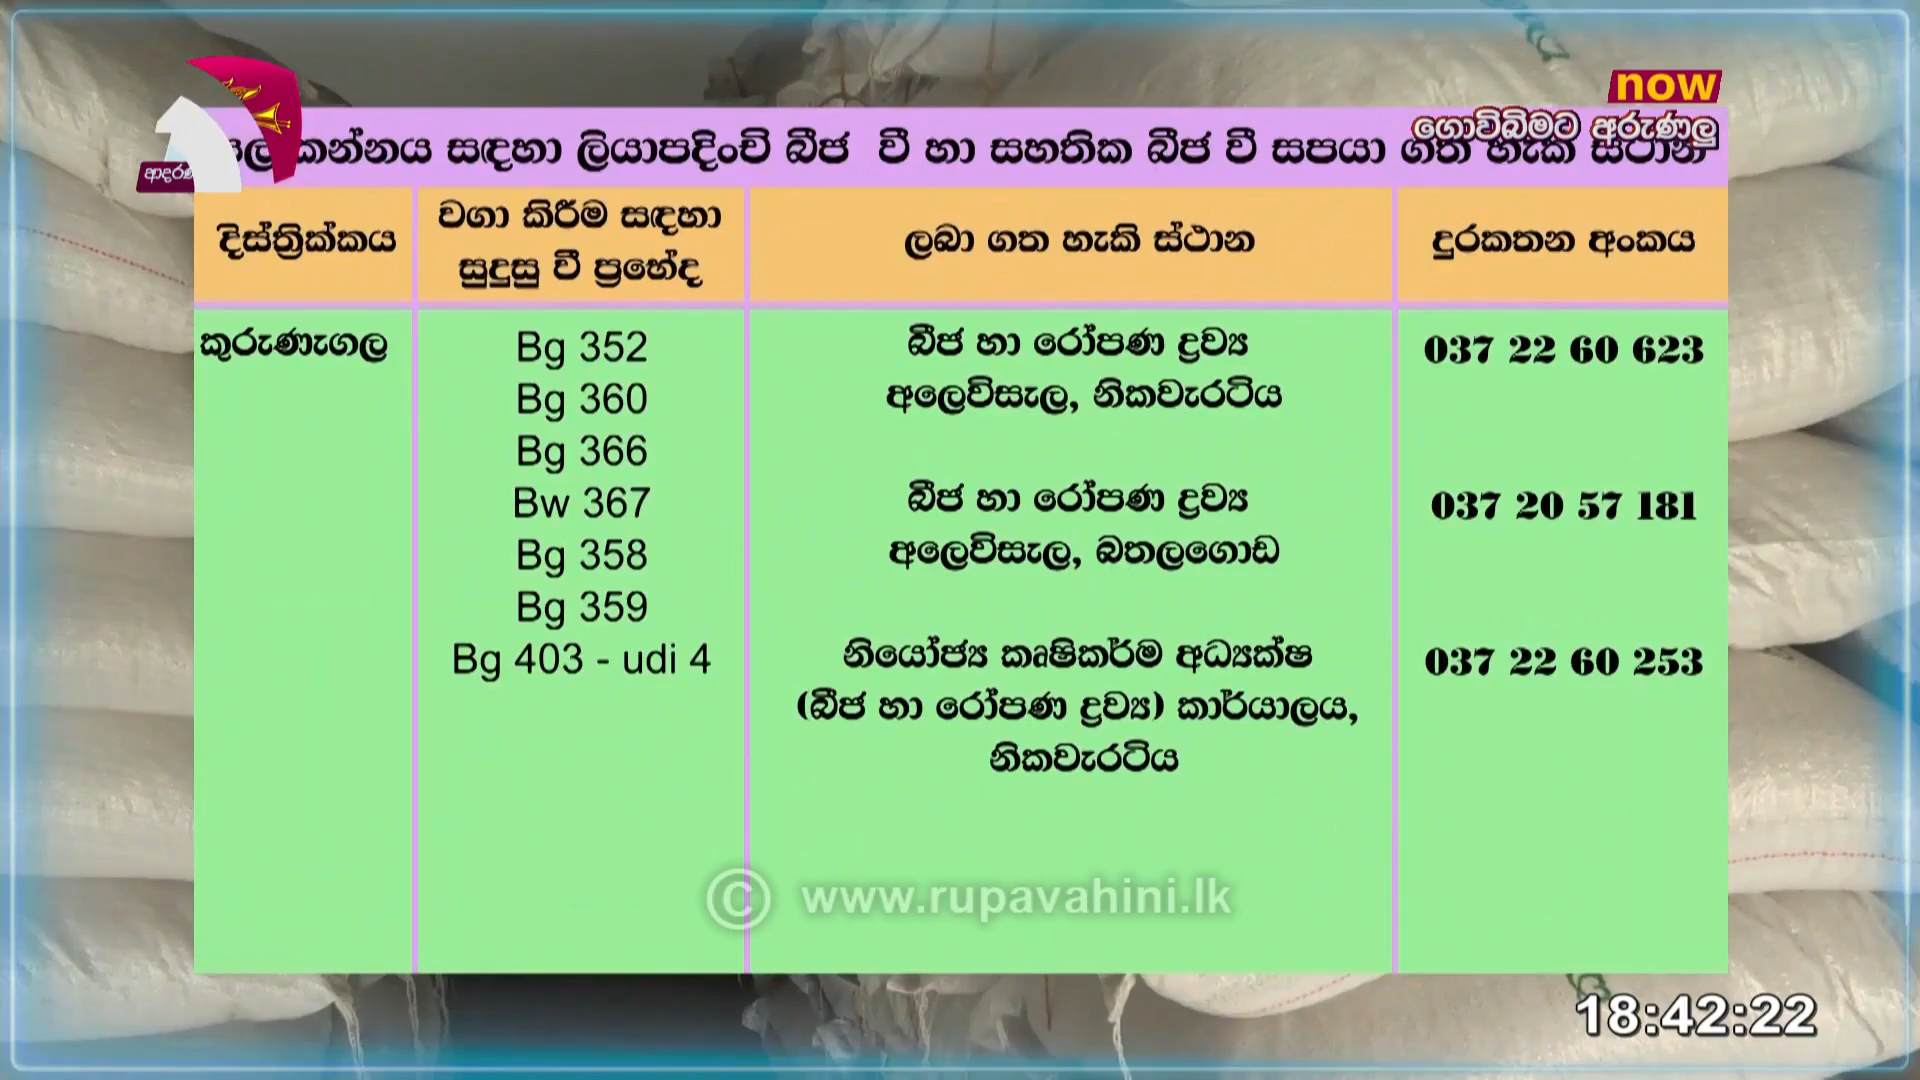 now
ගොවිබිමට අරුණලු
ආදරණ
යල කන්නය සඳහා ලියාපදිංචි බීජ වී හා සහතික බීජ වී සපයා ගත හැකි ස්ථාන
දිස්ත්‍රික්කය
වගා කිරීම සඳහා
සුදුසු වී ප්‍රභේද
ලබා ගත හැකි ස්ථාන
දුරකතන අංකය
කුරුණෑගල
Bg 352
Bg 360
Bg 366
Bw 367
Bg 358
Bg 359
Bg 403 - udi 4
බීජ හා රෝපණ ද්‍රව්‍ය
අලෙවිසැල, නිකවැරටිය
037 22 60 623
බීජ හා රෝපණ ද්‍රව්‍ය
අලෙවිසැල, බතලගොඩ
037 20 57 181
නියෝජ්‍ය කෘෂිකර්ම අධ්‍යක්ෂ
(බීජ හා රෝපණ ද්‍රව්‍ය) කාර්යාලය,
නිකවැරටිය
037 22 60 253
© www.rupavahini.lk
18:42:22